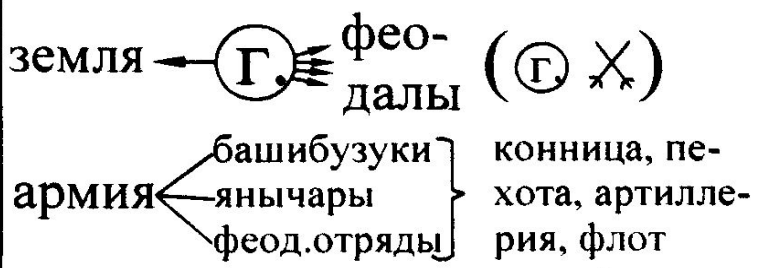 земля Г. фео-
далы (Г.)
башибузуки
армия янычары
феод.отряды
конница, пе-
хота, артилле-
рия, флот